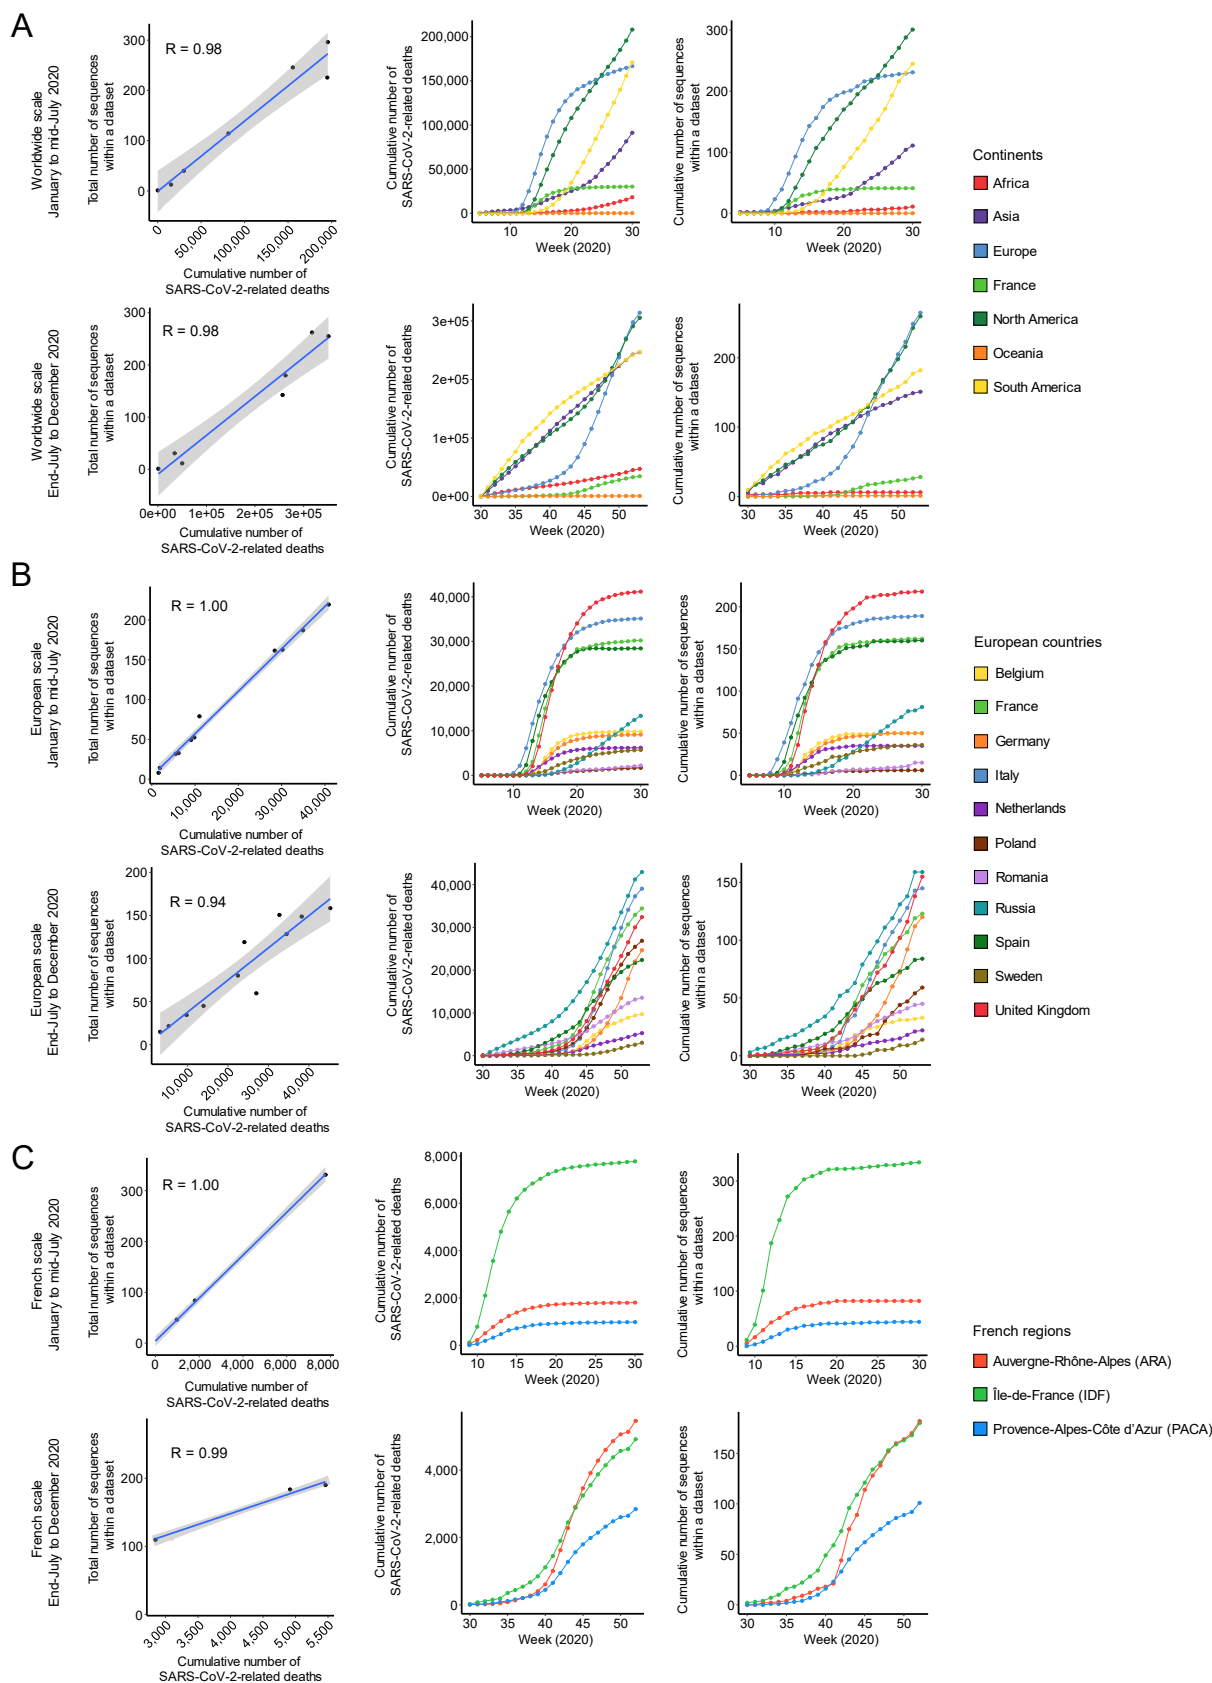 A
Worldwide scale
January to mid-July 2020
Total number of sequences
within a dataset
300
200
100
0
R = 0.98
0
50,000
100,000
150,000
200,000
Cumulative number of
SARS-CoV-2-related deaths
Cumulative number of
SARS-CoV-2-related deaths
200,000
150,000
100,000
50,000
0
10
20
30
Week (2020)
Cumulative number of sequences
within a dataset
300
200
100
0
10
20
30
Week (2020)
Continents
Africa
Asia
Europe
France
North America
Oceania
South America
Worldwide scale
End-July to December 2020
Total number of sequences
within a dataset
300
200
100
0
R = 0.98
0e+00
1e+05
2e+05
3e+05
Cumulative number of
SARS-CoV-2-related deaths
Cumulative number of
SARS-CoV-2-related deaths
3e+05
2e+05
1e+05
0e+00
30
35
40
45
50
Week (2020)
Cumulative number of sequences
within a dataset
200
100
0
30
35
40
45
50
Week (2020)
B
European scale
January to mid-July 2020
Total number of sequences
within a dataset
200
150
100
50
0
R = 1.00
0
10,000
20,000
30,000
40,000
Cumulative number of
SARS-CoV-2-related deaths
Cumulative number of
SARS-CoV-2-related deaths
40,000
30,000
20,000
10,000
0
10
20
30
Week (2020)
Cumulative number of sequences
within a dataset
200
150
100
50
0
10
20
30
Week (2020)
European countries
Belgium
France
Germany
Italy
Netherlands
Poland
Romania
Russia
Spain
Sweden
United Kingdom
European scale
End-July to December 2020
Total number of sequences
within a dataset
200
150
100
50
0
R = 0.94
10,000
20,000
30,000
40,000
Cumulative number of
SARS-CoV-2-related deaths
Cumulative number of
SARS-CoV-2-related deaths
40,000
30,000
20,000
10,000
0
30
35
40
45
50
Week (2020)
Cumulative number of sequences
within a dataset
150
100
50
0
30
35
40
45
50
Week (2020)
C
French scale
January to mid-July 2020
Total number of sequences
within a dataset
300
200
100
0
R = 1.00
0
2,000
4,000
6,000
8,000
Cumulative number of
SARS-CoV-2-related deaths
Cumulative number of
SARS-CoV-2-related deaths
8,000
6,000
4,000
2,000
0
10
15
20
25
30
Week (2020)
Cumulative number of sequences
within a dataset
300
200
100
0
10
15
20
25
30
Week (2020)
French regions
Auvergne-Rhône-Alpes (ARA)
Île-de-France (IDF)
Provence-Alpes-Côte d'Azur (PACA)
French scale
End-July to December 2020
Total number of sequences
within a dataset
200
100
0
R = 0.99
3,000
3,500
4,000
4,500
5,000
5,500
Cumulative number of
SARS-CoV-2-related deaths
Cumulative number of
SARS-CoV-2-related deaths
4,000
2,000
0
30
35
40
45
50
Week (2020)
Cumulative number of sequences
within a dataset
150
100
50
0
30
35
40
45
50
Week (2020)